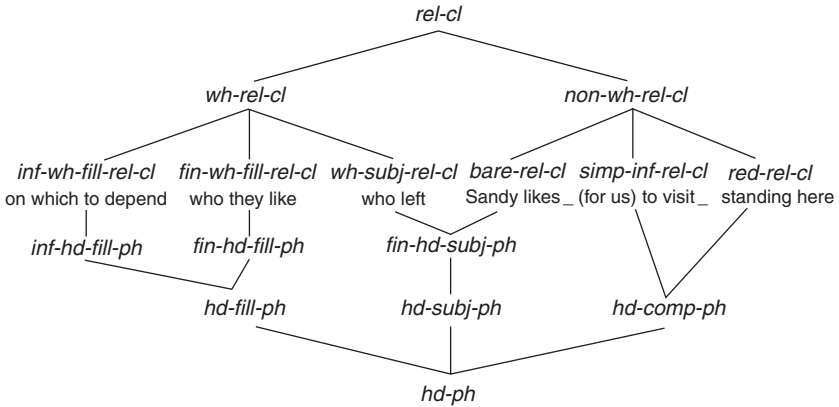 rel-cl
wh-rel-cl non-wh-rel-cl
inf-wh-fill-rel-cl fin-wh-fill-rel-cl wh-subj-rel-cl bare-rel-cl simp-inf-rel-cl red-rel-cl
on which to depend who they like who left Sandy likes _ (for us) to visit _ standing here
inf-hd-fill-ph fin-hd-fill-ph fin-hd-subj-ph
hd-fill-ph hd-subj-ph hd-comp-ph
hd-ph